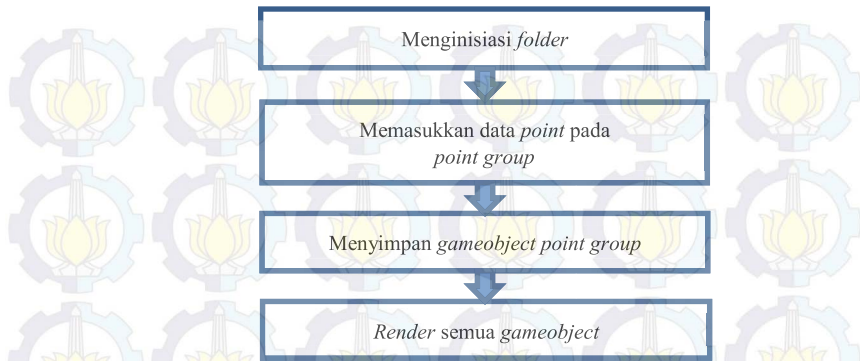 Menginisiasi folder
Memasukkan data point pada
point group
Menyimpan gameobject point group
Render semua gameobject